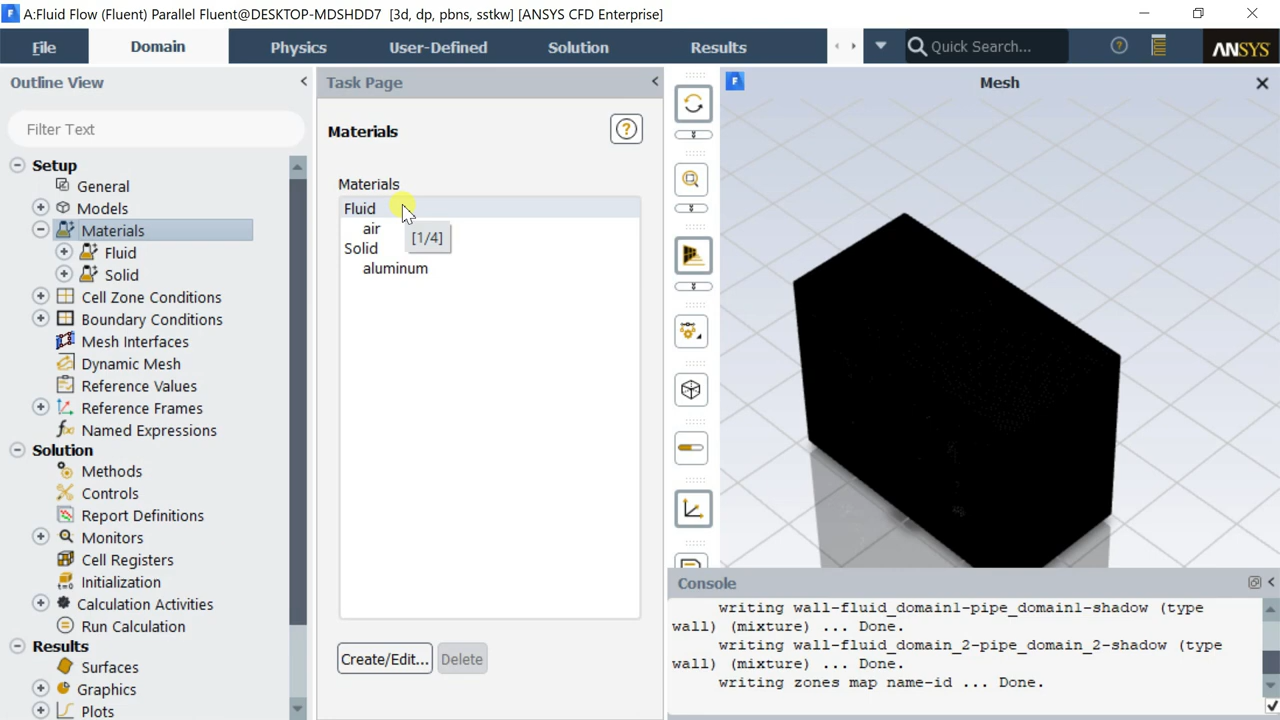 A:Fluid Flow (Fluent) Parallel Fluent@DESKTOP-MDSHDD7 [3d, dp, pbns, sstkw] [ANSYS CFD Enterprise]
File Domain Physics User-Defined Solution Results Quick Search... ANSYS
Outline View
Filter Text
Setup
General
Models
Materials
Fluid
Solid
Cell Zone Conditions
Boundary Conditions
Mesh Interfaces
Dynamic Mesh
Reference Values
Reference Frames
Named Expressions
Solution
Methods
Controls
Report Definitions
Monitors
Cell Registers
Initialization
Calculation Activities
Run Calculation
Results
Surfaces
Graphics
Plots
Task Page
Materials
Materials
Fluid
air
[1/4]
Solid
aluminum
Create/Edit... Delete
Mesh
Console
writing wall-fluid_domain1-pipe_domain1-shadow (type
wall) (mixture) ... Done.
writing wall-fluid_domain_2-pipe_domain_2-shadow (type
wall) (mixture) ... Done.
writing zones map name-id ... Done.